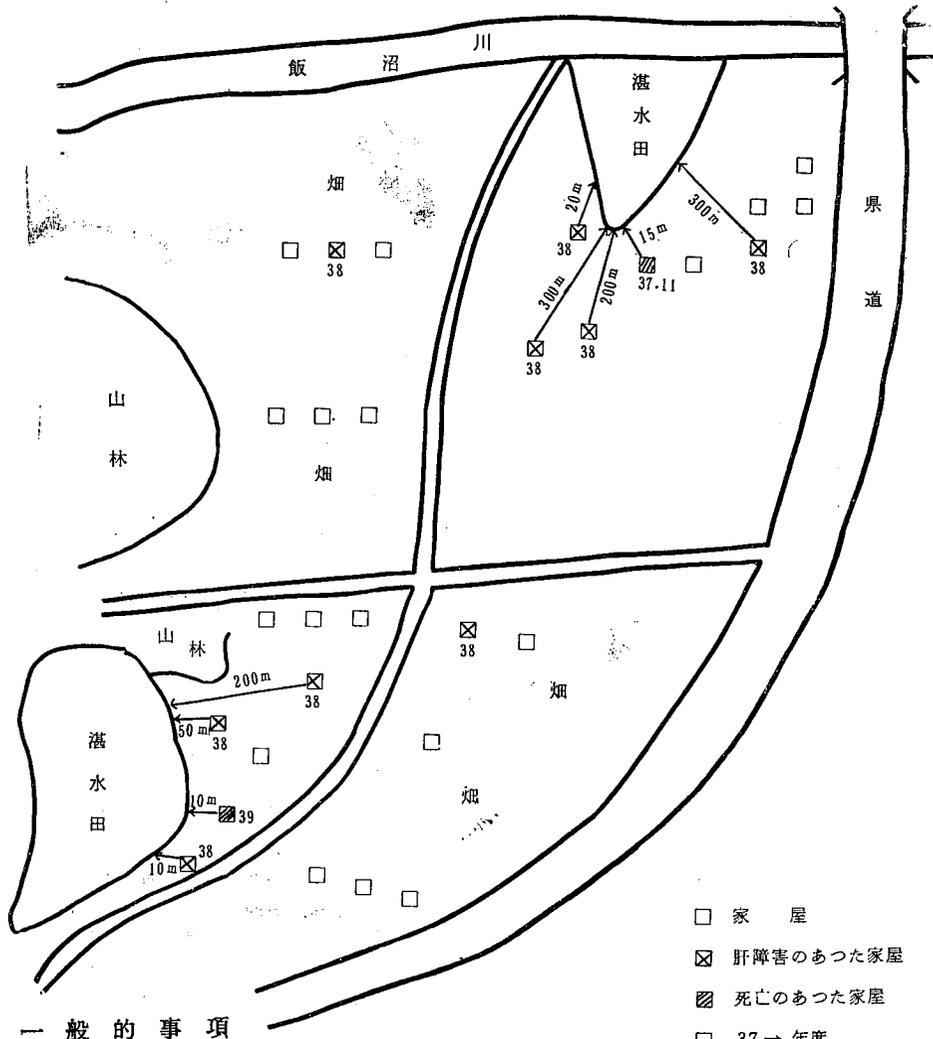 飯沼川
湛水田
県道
畑
38
20m
38
300m
200m
15m
37.11
300m
38
38
38
山林
畑
山林
200m
38
50m
38
湛水田
10m
39
38
10m
38
畑
畑
家屋
肝障害のあつた家屋
死亡のあつた家屋
37→年度
一般的事項